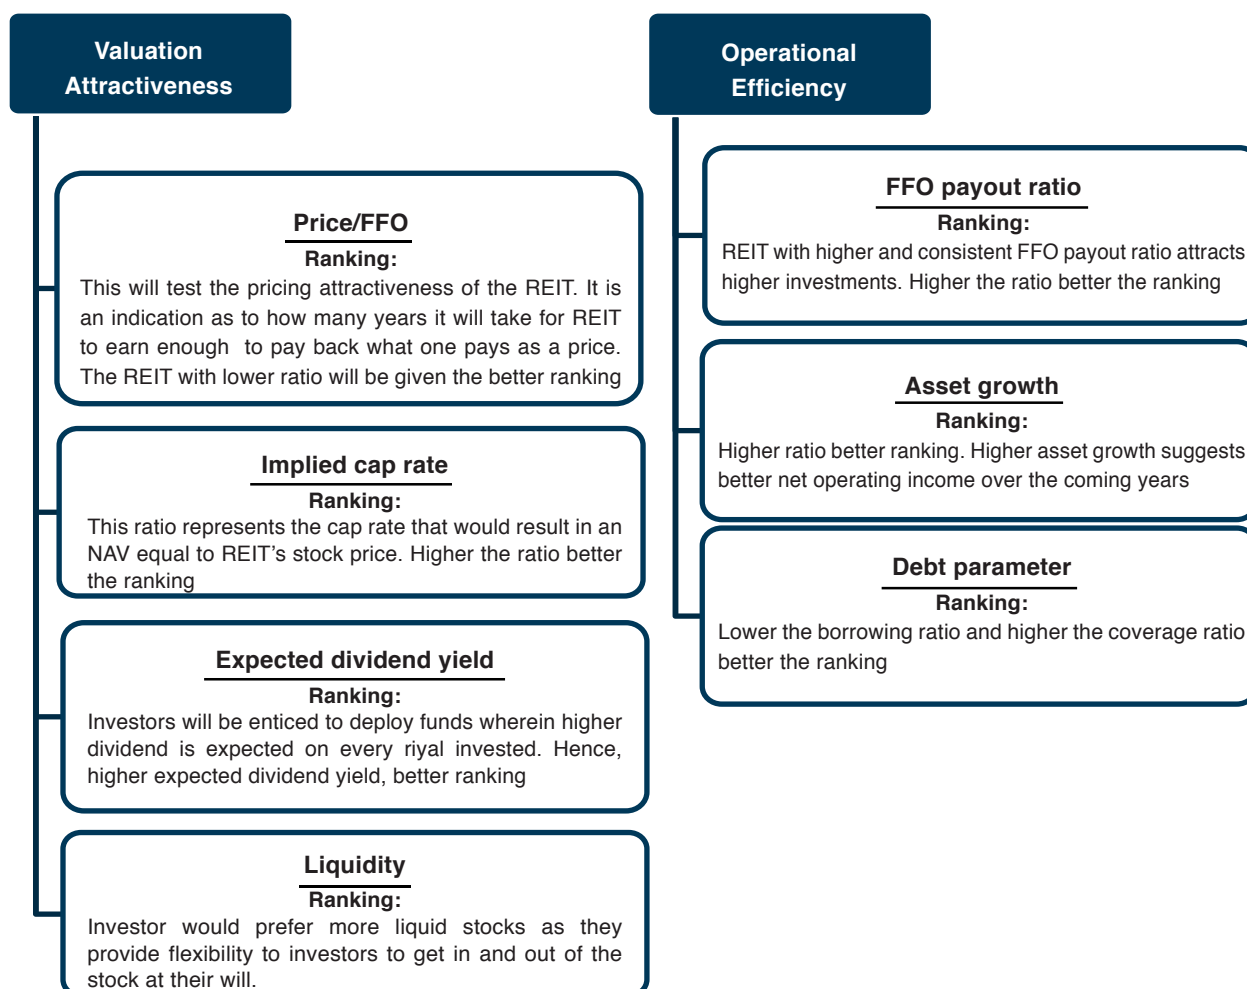 Valuation
Attractiveness
Price/FFO
Ranking:
This will test the pricing attractiveness of the REIT. It is
an indication as to how many years it will take for REIT
to earn enough to pay back what one pays as a price.
The REIT with lower ratio will be given the better ranking
Implied cap rate
Ranking:
This ratio represents the cap rate that would result in an
NAV equal to REIT's stock price. Higher the ratio better
the ranking
Expected dividend yield
Ranking:
Investors will be enticed to deploy funds wherein higher
dividend is expected on every riyal invested. Hence,
higher expected dividend yield, better ranking
Liquidity
Ranking:
Investor would prefer more liquid stocks as they
provide flexibility to investors to get in and out of the
stock at their will.
Operational
Efficiency
FFO payout ratio
Ranking:
REIT with higher and consistent FFO payout ratio attracts
higher investments. Higher the ratio better the ranking
Asset growth
Ranking:
Higher ratio better ranking. Higher asset growth suggests
better net operating income over the coming years
Debt parameter
Ranking:
Lower the borrowing ratio and higher the coverage ratio
better the ranking